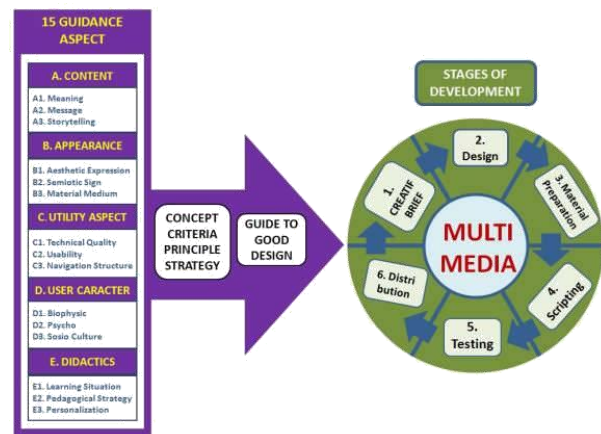 15 GUIDANCE
ASPECT
A. CONTENT
A1. Meaning
A2. Message
A3. Storytelling
B. APPEARANCE
B1. Aesthetic Expression
B2. Semiotic Sign
B3. Material Medium
C. UTILITY ASPECT
C1. Technical Quality
C2. Usability
C3. Navigation Structure
D. USER CARACTER
D1. Biophysic
D2. Psycho
D3. Sosio Culture
E. DIDACTICS
E1. Learning Situation
E2. Pedagogical Strategy
E3. Personalization
CONCEPT
CRITERIA
PRINCIPLE
STRATEGY
GUIDE TO
GOOD
DESIGN
STAGES OF
DEVELOPMENT
1.
CREATIF
BRIEF
2.
Design
3. Material
Preparation
4.
Scripting
5.
Testing
6. Distri
bution
MULTI
MEDIA